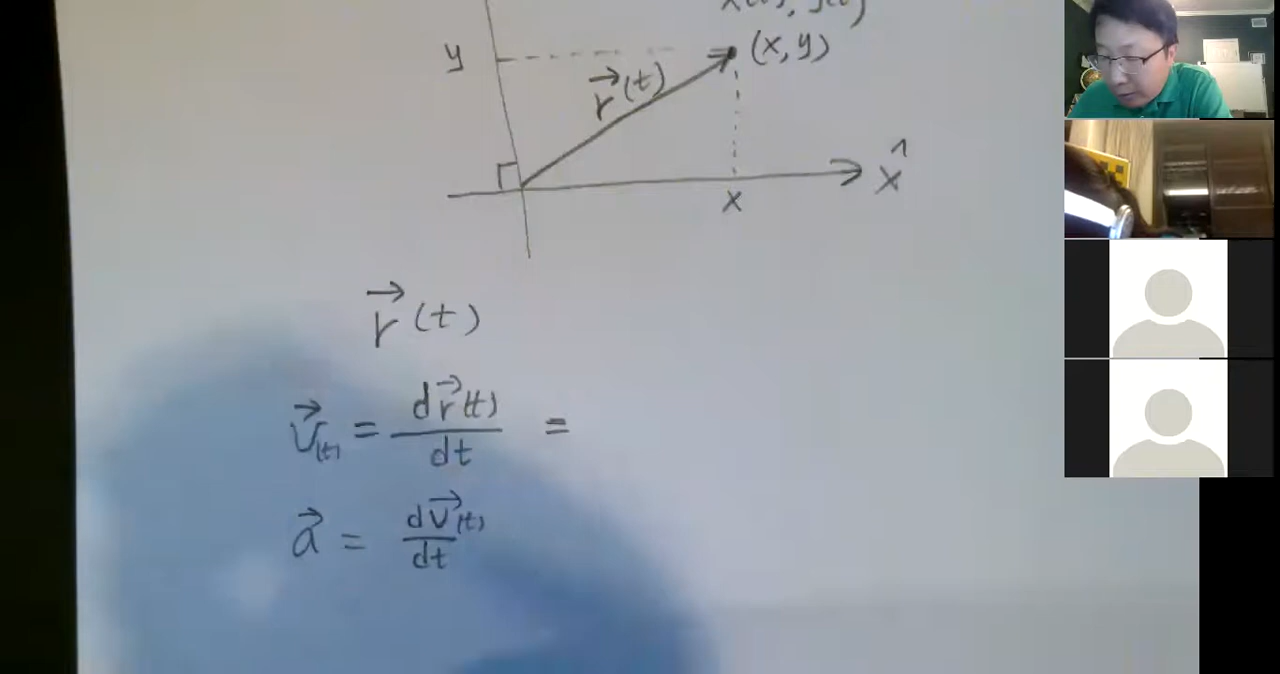 x(t), y(t)
y
(x, y)
r⃗(t)
x̂
x
r⃗(t)
v⃗(t) = dr⃗(t)/dt =
a⃗ = dv⃗(t)/dt